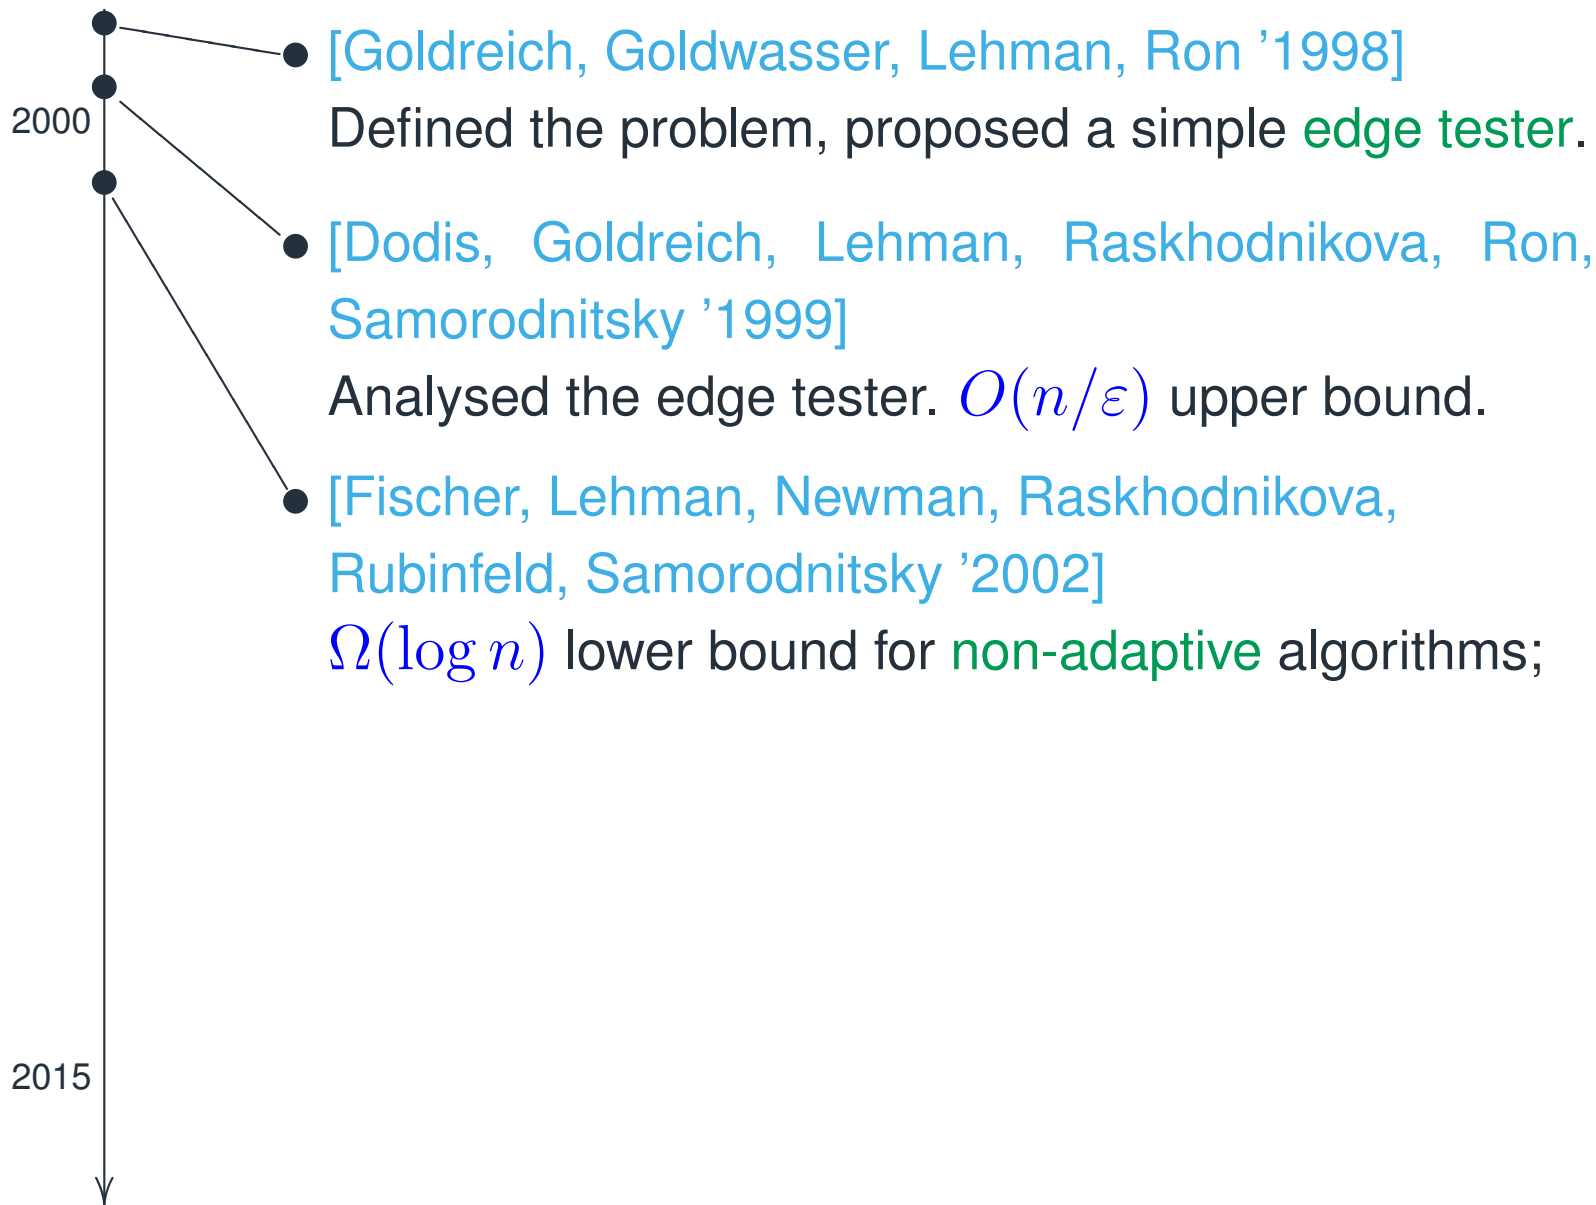 [Goldreich, Goldwasser, Lehman, Ron ’1998]
2000
Defined the problem, proposed a simple edge tester.
[Dodis, Goldreich, Lehman, Raskhodnikova, Ron,
Samorodnitsky ’1999]
Analysed the edge tester. O(n/ε) upper bound.
[Fischer, Lehman, Newman, Raskhodnikova,
Rubinfeld, Samorodnitsky ’2002]
Ω(log n) lower bound for non-adaptive algorithms;
2015